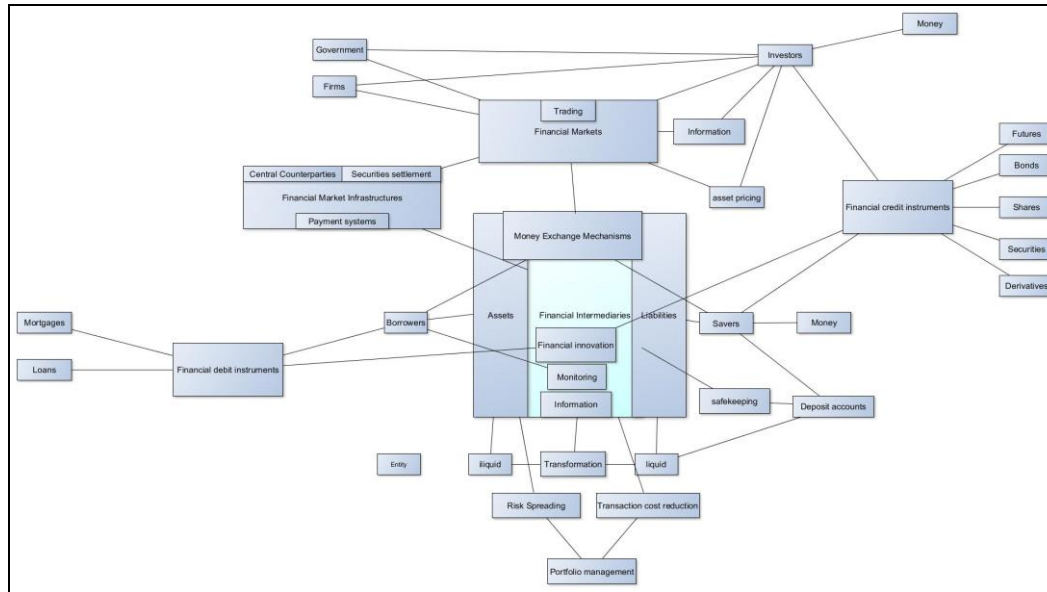 Money
Government
Investors
Firms
Trading
Financial Markets
Information
Futures
Central Counterparties
Securities settlement
Bonds
Financial Market Infrastructures
asset pricing
Financial credit instruments
Shares
Payment systems
Money Exchange Mechanisms
Securities
Derivatives
Mortgages
Borrowers
Assets
Financial Intermediaries
Liabilities
Savers
Money
Financial innovation
Loans
Financial debit instruments
Monitoring
Information
safekeeping
Deposit accounts
Entity
iliquid
Transformation
liquid
Risk Spreading
Transaction cost reduction
Portfolio management